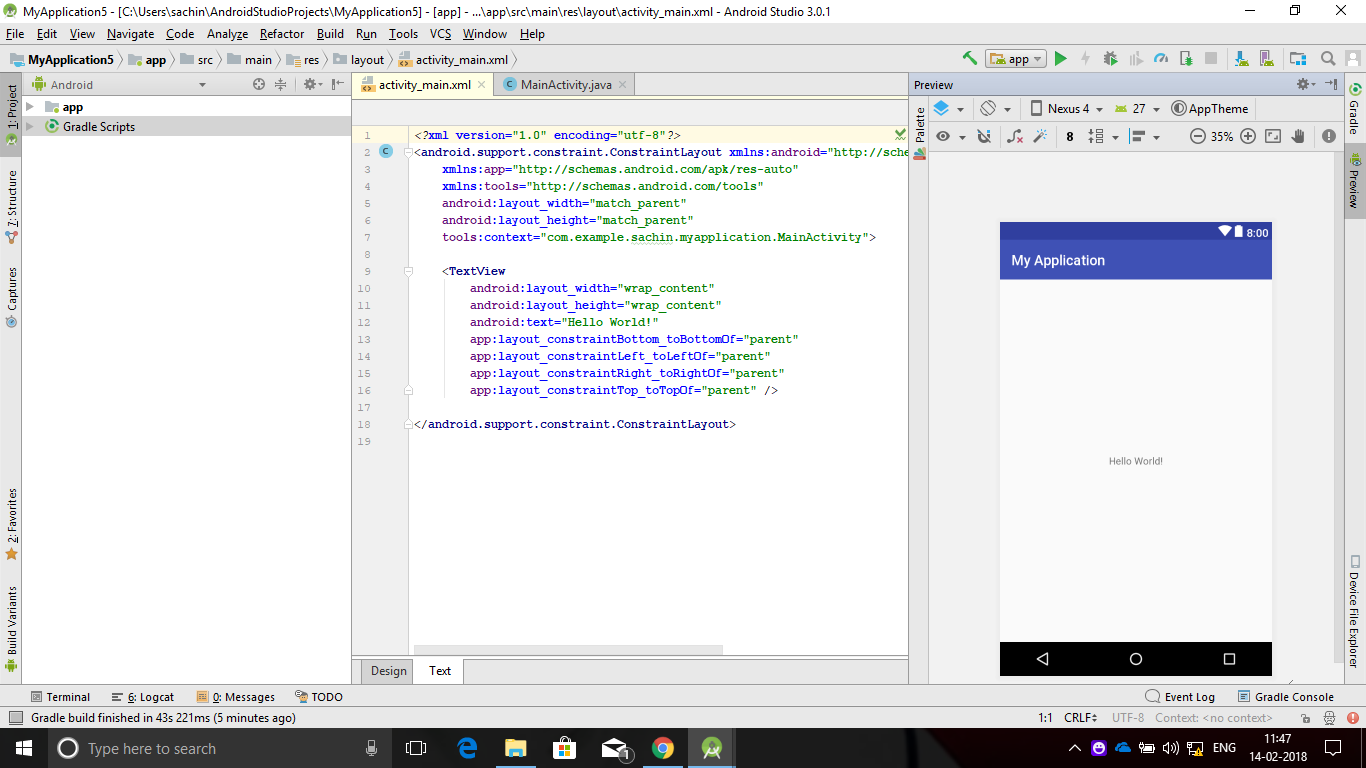 MyApplication5 - [C:\Users\sachin\AndroidStudioProjects\MyApplication5] - [app] - ...\app\src\main\res\layout\activity_main.xml - Android Studio 3.0.1
File Edit View Navigate Code Analyze Refactor Build Run Tools VCS Window Help
MyApplication5 app src main res layout activity_main.xml app
1: Project
7: Structure
Captures
2: Favorites
Build Variants
Android
app
Gradle Scripts
activity_main.xml MainActivity.java
1 <?xml version="1.0" encoding="utf-8"?>
2 C <android.support.constraint.ConstraintLayout xmlns:android="http://sche
3 xmlns:app="http://schemas.android.com/apk/res-auto"
4 xmlns:tools="http://schemas.android.com/tools"
5 android:layout_width="match_parent"
6 android:layout_height="match_parent"
7 tools:context="com.example.sachin.myapplication.MainActivity">
8
9 <TextView
10 android:layout_width="wrap_content"
11 android:layout_height="wrap_content"
12 android:text="Hello World!"
13 app:layout_constraintBottom_toBottomOf="parent"
14 app:layout_constraintLeft_toLeftOf="parent"
15 app:layout_constraintRight_toRightOf="parent"
16 app:layout_constraintTop_toTopOf="parent" />
17
18 </android.support.constraint.ConstraintLayout>
19
Design Text
Preview
Palette
Nexus 4 27 AppTheme
8 35%
8:00
My Application
Hello World!
Gradle
Preview
Device File Explorer
Terminal 6: Logcat 0: Messages TODO Event Log Gradle Console
Gradle build finished in 43s 221ms (5 minutes ago) 1:1 CRLF UTF-8 Context: <no context>
Type here to search 1 ENG 11:47
14-02-2018